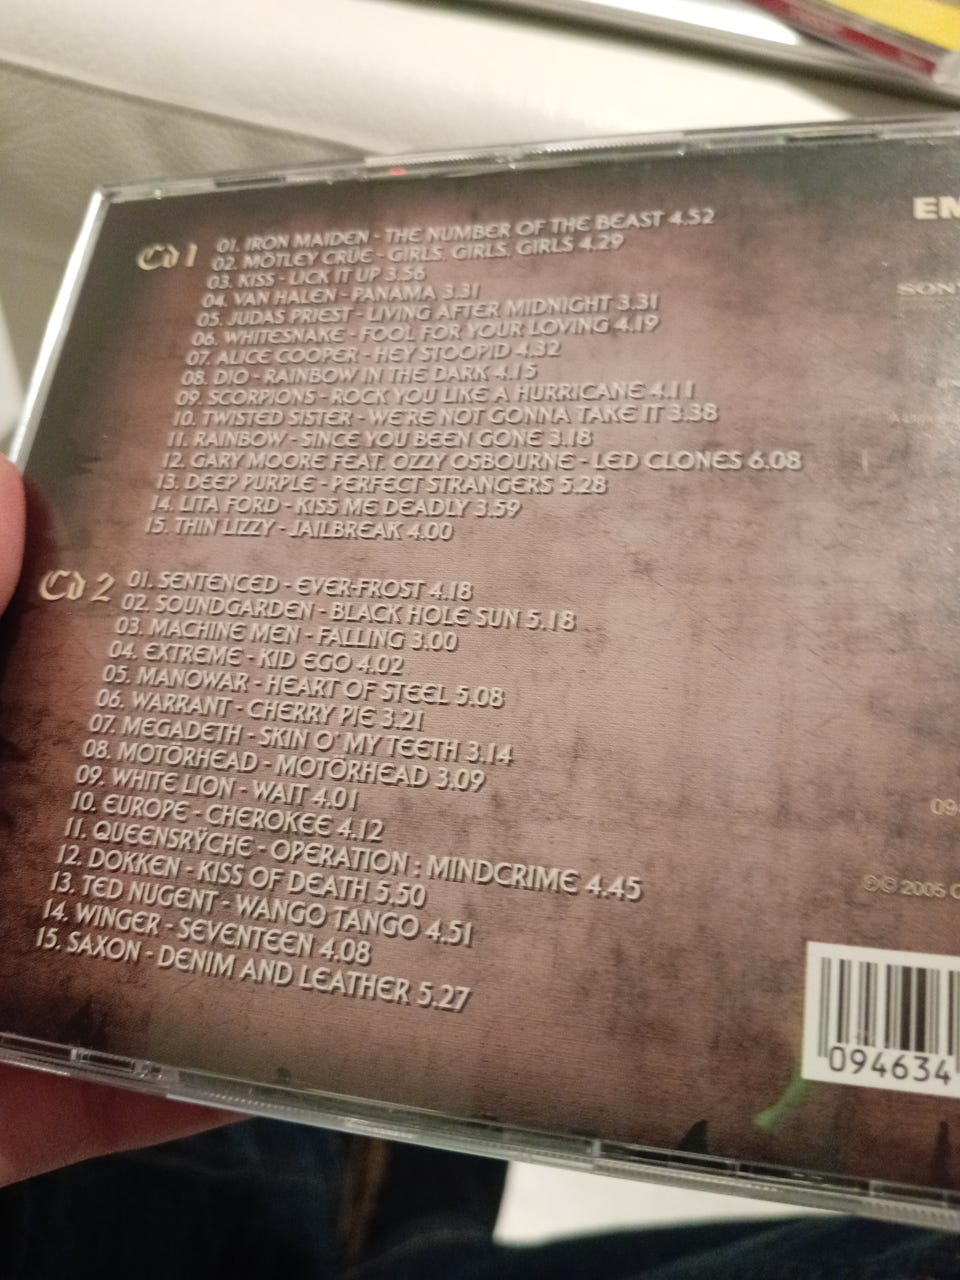 Cd 1
01. IRON MAIDEN - THE NUMBER OF THE BEAST 4.52
02. MÖTLEY CRÜE - GIRLS, GIRLS, GIRLS 4.29
03. KISS - LICK IT UP 3.56
04. VAN HALEN - PANAMA 3.31
05. JUDAS PRIEST - LIVING AFTER MIDNIGHT 3.31
06. WHITESNAKE - FOOL FOR YOUR LOVING 4.19
07. ALICE COOPER - HEY STOOPID 4.32
08. DIO - RAINBOW IN THE DARK 4.15
09. SCORPIONS - ROCK YOU LIKE A HURRICANE 4.11
10. TWISTED SISTER - WE'RE NOT GONNA TAKE IT 3.38
11. RAINBOW - SINCE YOU BEEN GONE 3.18
12. GARY MOORE FEAT. OZZY OSBOURNE - LED CLONES 6.08
13. DEEP PURPLE - PERFECT STRANGERS 5.28
14. LITA FORD - KISS ME DEADLY 3.59
15. THIN LIZZY - JAILBREAK 4.00
Cd 2
01. SENTENCED - EVER-FROST 4.18
02. SOUNDGARDEN - BLACK HOLE SUN 5.18
03. MACHINE MEN - FALLING 3.00
04. EXTREME - KID EGO 4.02
05. MANOWAR - HEART OF STEEL 5.08
06. WARRANT - CHERRY PIE 3.21
07. MEGADETH - SKIN O' MY TEETH 3.14
08. MOTÖRHEAD - MOTÖRHEAD 3.09
09. WHITE LION - WAIT 4.01
10. EUROPE - CHEROKEE 4.12
11. QUEENSRŸCHE - OPERATION : MINDCRIME 4.45
12. DOKKEN - KISS OF DEATH 5.50
13. TED NUGENT - WANGO TANGO 4.51
14. WINGER - SEVENTEEN 4.08
15. SAXON - DENIM AND LEATHER 5.27
EM
SON
09
℗© 2005
094634